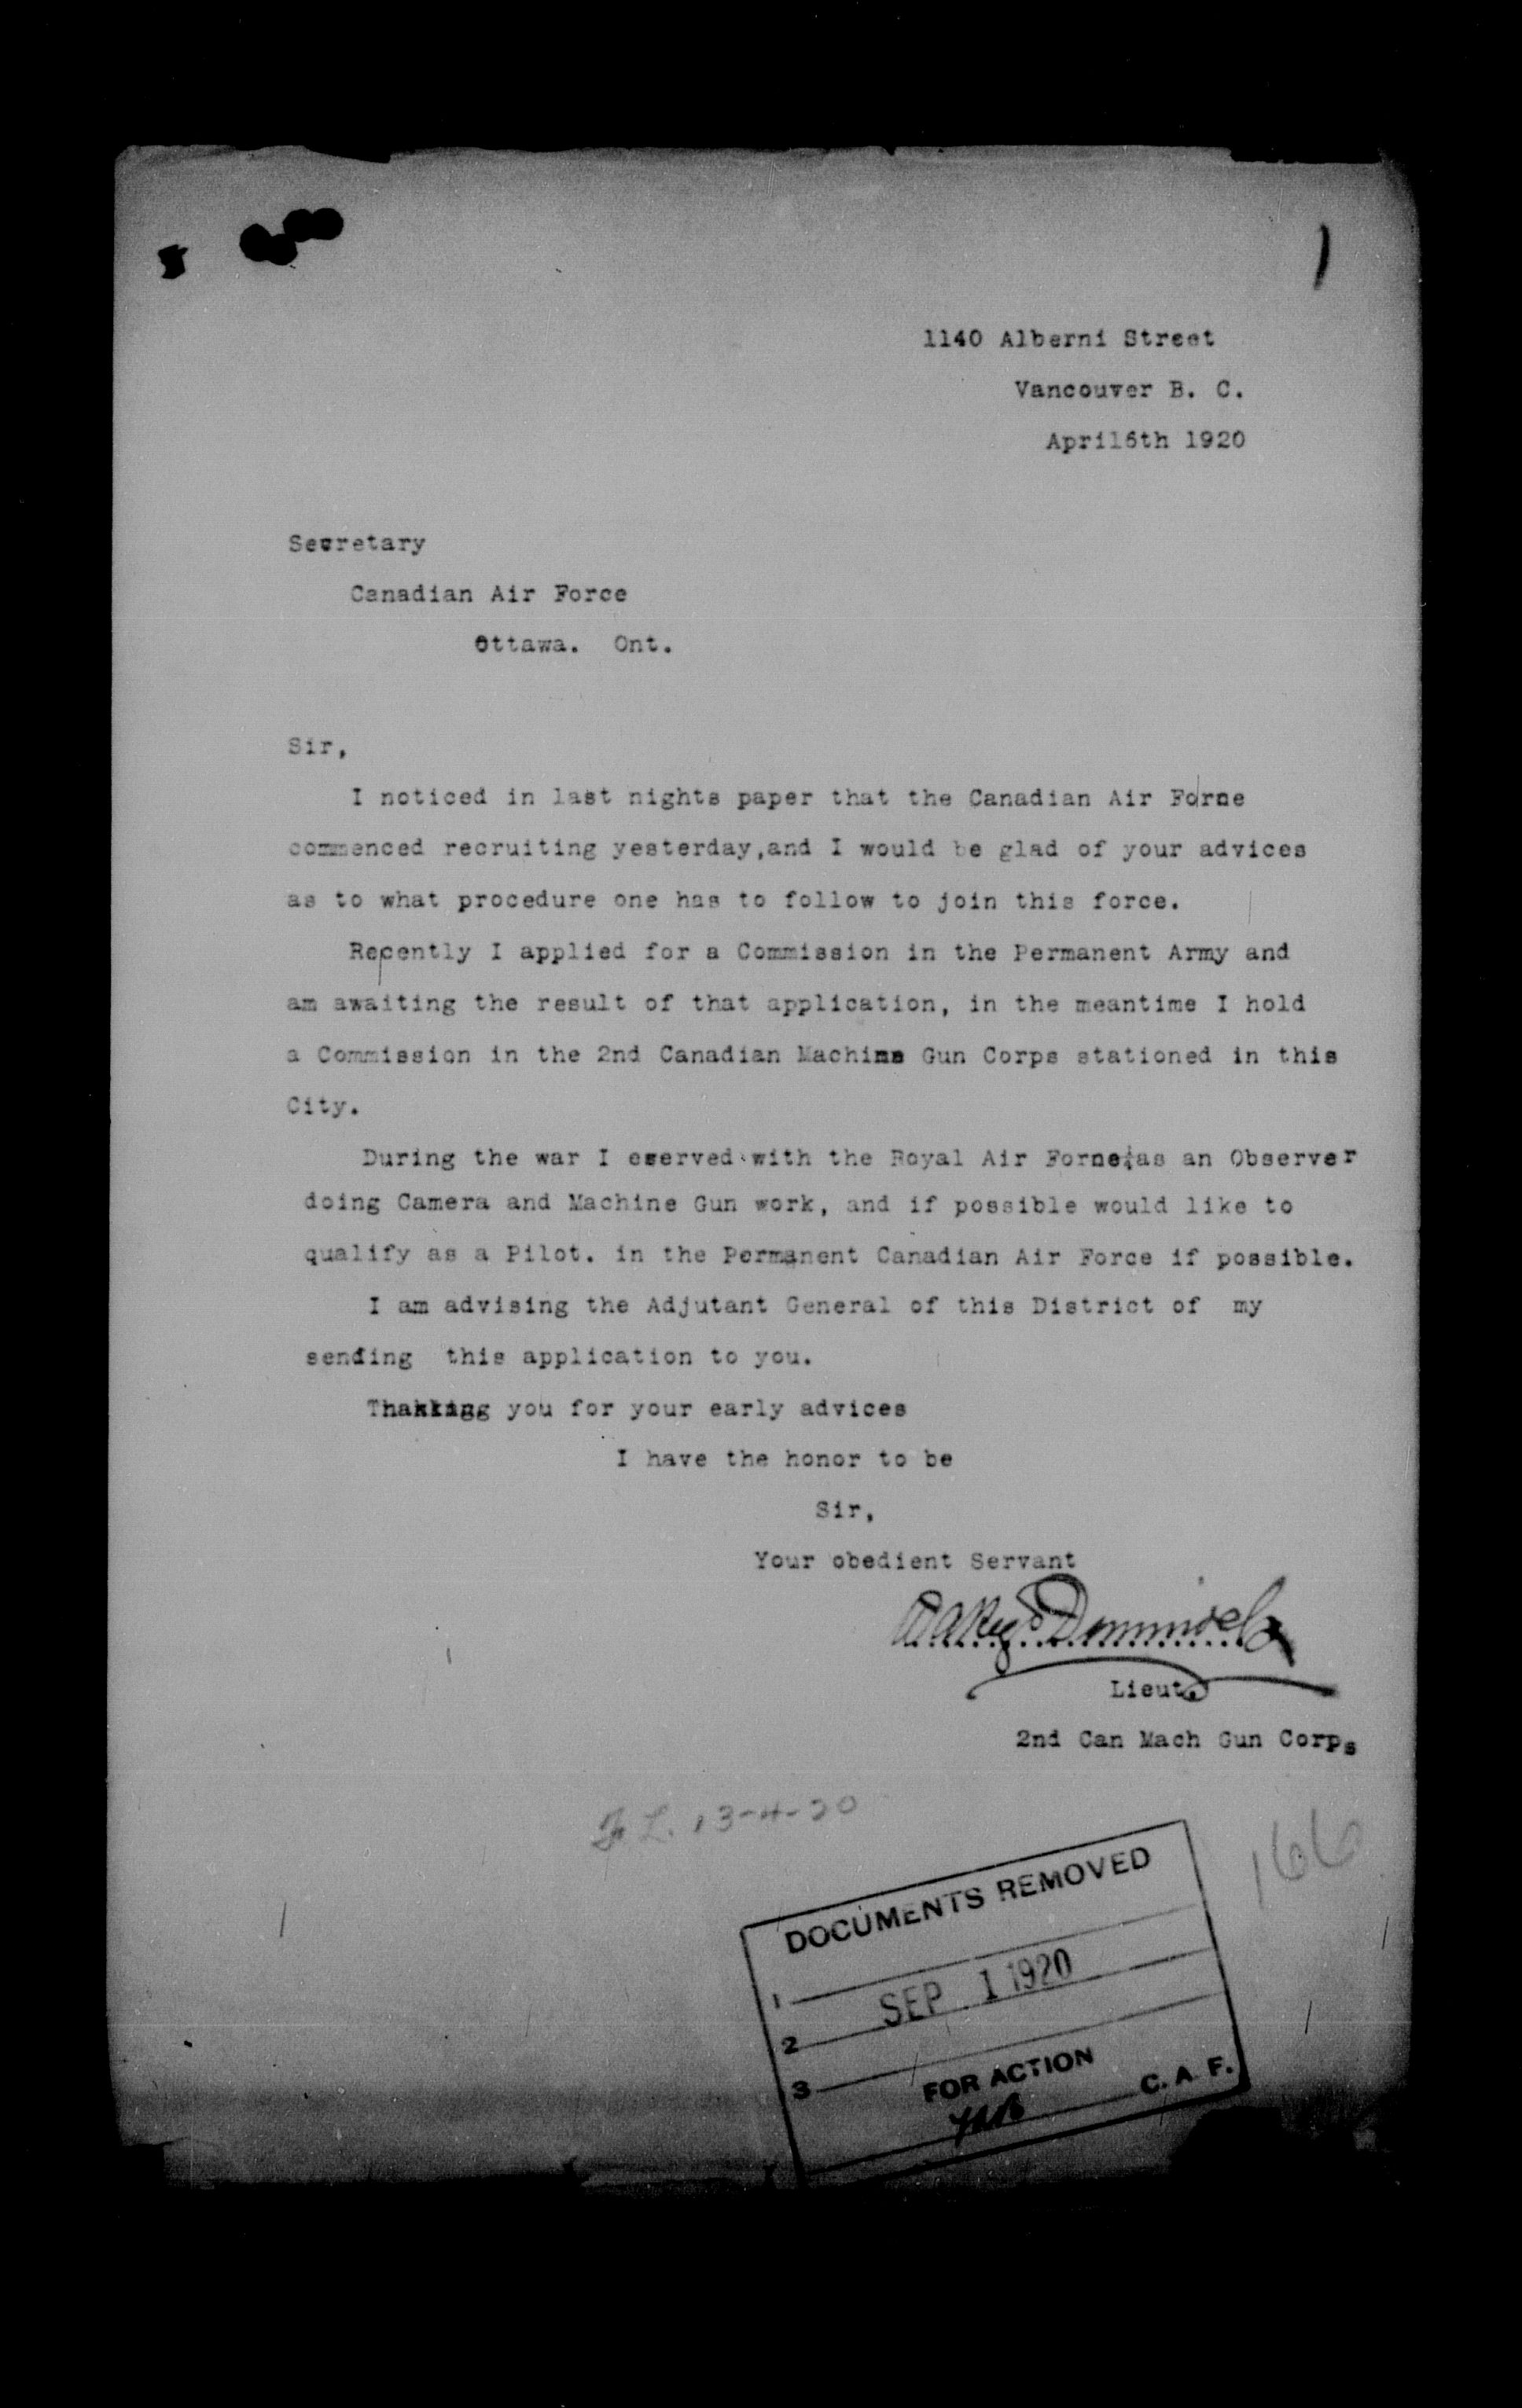 1140 Alberni Street
Vancouver B. C.
April6th 1920
Secretary
Canadian Air Force
Ottawa. Ont.
Sir,
I noticed in last nights paper that the Canadian Air Forne
commenced recruiting yesterday,and I would be glad of your advices
as to what procedure one has to follow to join this force.
Recently I applied for a Commission in the Permanent Army and
am awaiting the result of that application, in the meantime I hold
a Commission in the 2nd Canadian Machine Gun Corps stationed in this
City.
During the war I eserved with the Royal Air Forne as an Observer
doing Camera and Machine Gun work, and if possible would like to
qualify as a Pilot. in the Permanent Canadian Air Force if possible.
I am advising the Adjutant General of this District of my
sending this application to you.
Thakking you for your early advices
I have the honor to be
Sir,
Your obedient Servant
Lieut.
2nd Can Mach Gun Corps
L. 13-4-20
166
DOCUMENTS REMOVED
1
SEP 1 1920
2
3
FOR ACTION
C. A. F.